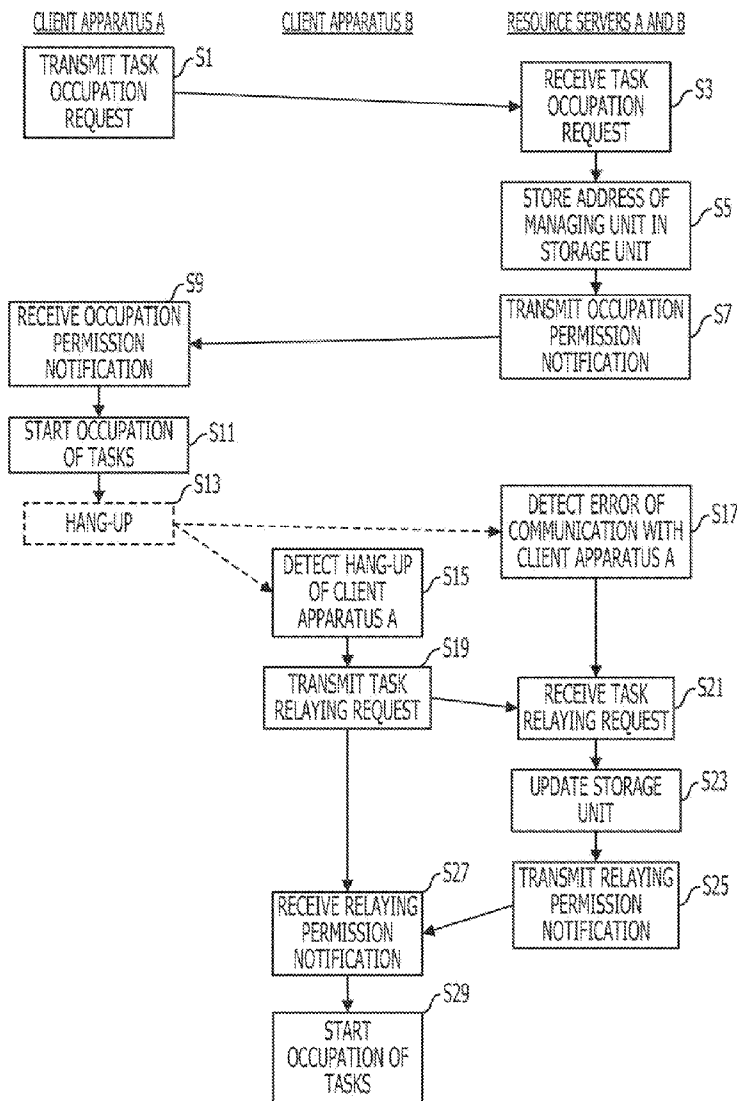 CLIENT APPARATUS A
CLIENT APPARATUS B
RESOURCE SERVERS A AND B
S1
TRANSMIT TASK
OCCUPATION
REQUEST
S3
RECEIVE TASK
OCCUPATION
REQUEST
S5
STORE ADDRESS OF
MANAGING UNIT IN
STORAGE UNIT
S7
TRANSMIT OCCUPATION
PERMISSION
NOTIFICATION
S9
RECEIVE OCCUPATION
PERMISSION
NOTIFICATION
S11
START OCCUPATION
OF TASKS
S13
HANG-UP
S17
DETECT ERROR OF
COMMUNICATION WITH
CLIENT APPARATUS A
S15
DETECT HANG-UP
OF CLIENT
APPARATUS A
S19
TRANSMIT TASK
RELAYING REQUEST
S21
RECEIVE TASK
RELAYING REQUEST
S23
UPDATE STORAGE
UNIT
S25
TRANSMIT RELAYING
PERMISSION
NOTIFICATION
S27
RECEIVE RELAYING
PERMISSION
NOTIFICATION
S29
START
OCCUPATION OF
TASKS